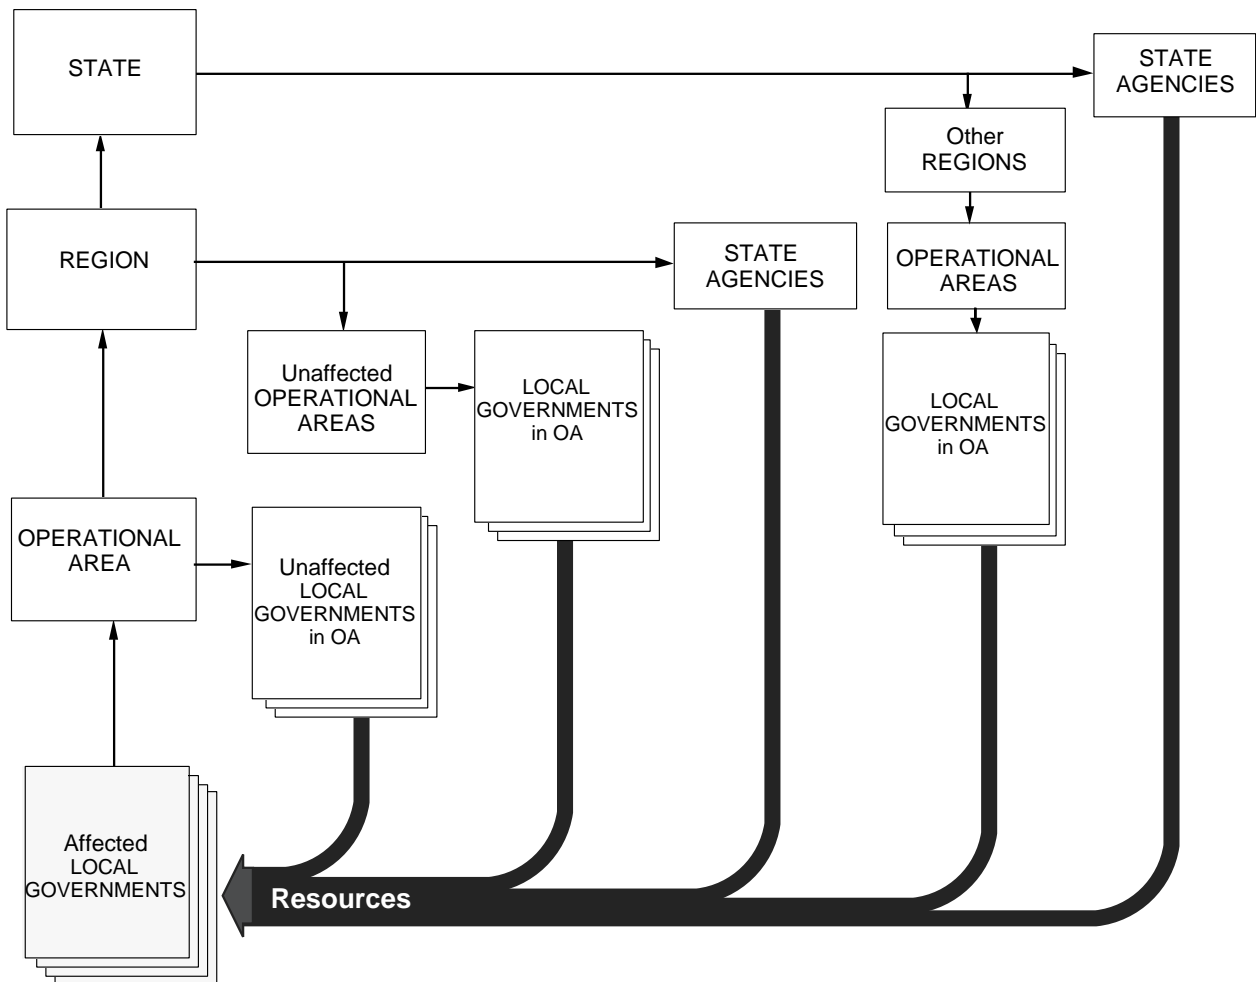 STATE
STATE
AGENCIES
Other
REGIONS
REGION
STATE
AGENCIES
OPERATIONAL
AREAS
Unaffected
OPERATIONAL
AREAS
LOCAL
GOVERNMENTS
in OA
LOCAL
GOVERNMENTS
in OA
OPERATIONAL
AREA
Unaffected
LOCAL
GOVERNMENTS
in OA
Affected
LOCAL
GOVERNMENTS
Resources